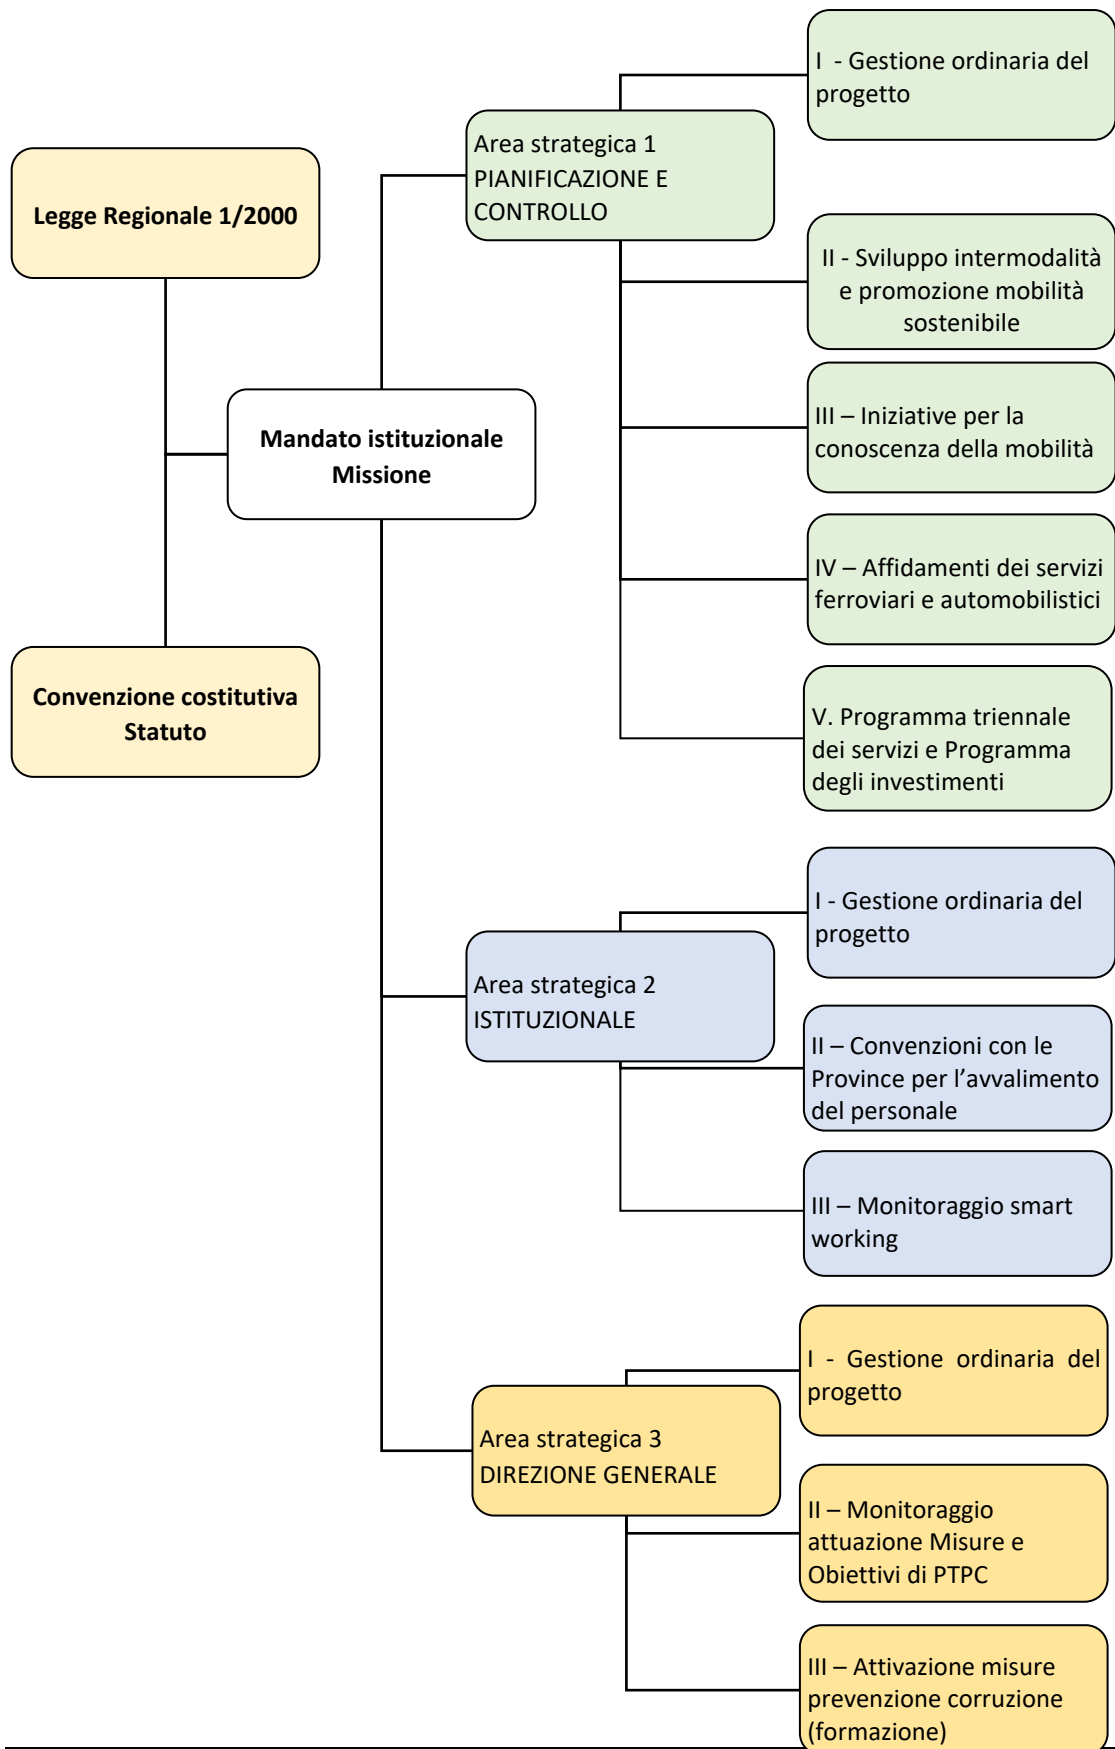 Legge Regionale 1/2000
Convenzione costitutiva
Statuto
Mandato istituzionale
Missione
Area strategica 1
PIANIFICAZIONE E
CONTROLLO
I - Gestione ordinaria del
progetto
II - Sviluppo intermodalità
e promozione mobilità
sostenibile
III – Iniziative per la
conoscenza della mobilità
IV – Affidamenti dei servizi
ferroviari e automobilistici
V. Programma triennale
dei servizi e Programma
degli investimenti
Area strategica 2
ISTITUZIONALE
I - Gestione ordinaria del
progetto
II – Convenzioni con le
Province per l’avvalimento
del personale
III – Monitoraggio smart
working
Area strategica 3
DIREZIONE GENERALE
I - Gestione ordinaria del
progetto
II – Monitoraggio
attuazione Misure e
Obiettivi di PTPC
III – Attivazione misure
prevenzione corruzione
(formazione)